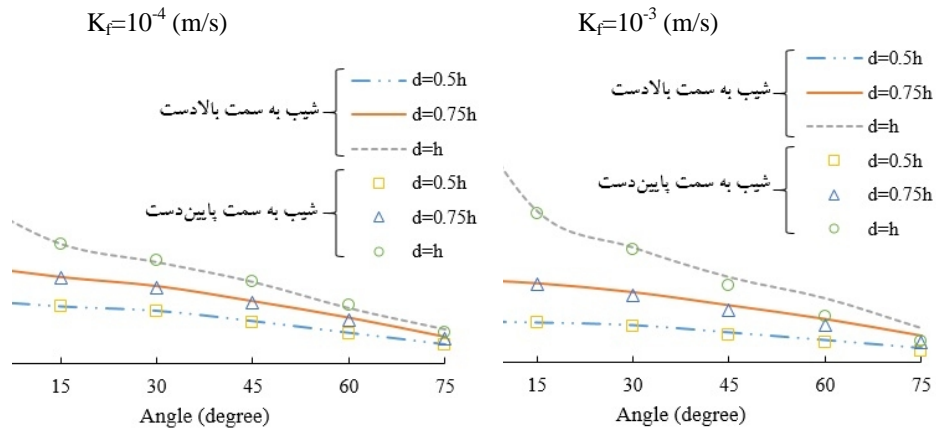 K_f=10^-4 (m/s)
d=0.5h
شیب به سمت بالادست
d=0.75h
d=h
d=0.5h
شیب به سمت پایین‌دست
d=0.75h
d=h
15 30 45 60 75
Angle (degree)
K_f=10^-3 (m/s)
d=0.5h
شیب به سمت بالادست
d=0.75h
d=h
d=0.5h
شیب به سمت پایین‌دست
d=0.75h
d=h
15 30 45 60 75
Angle (degree)